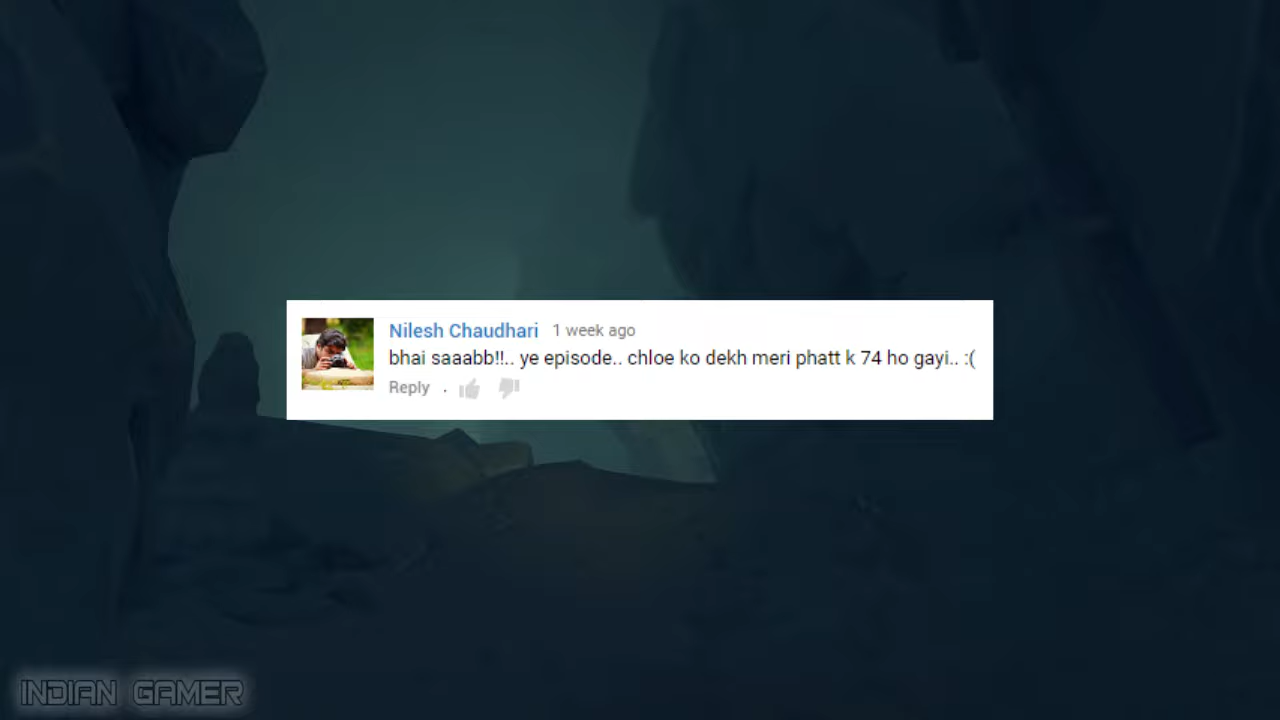 Nilesh Chaudhari 1 week ago
bhai saaabb!!.. ye episode.. chloe ko dekh meri phatt k 74 ho gayi.. :(
Reply .
INDIAN GAMER